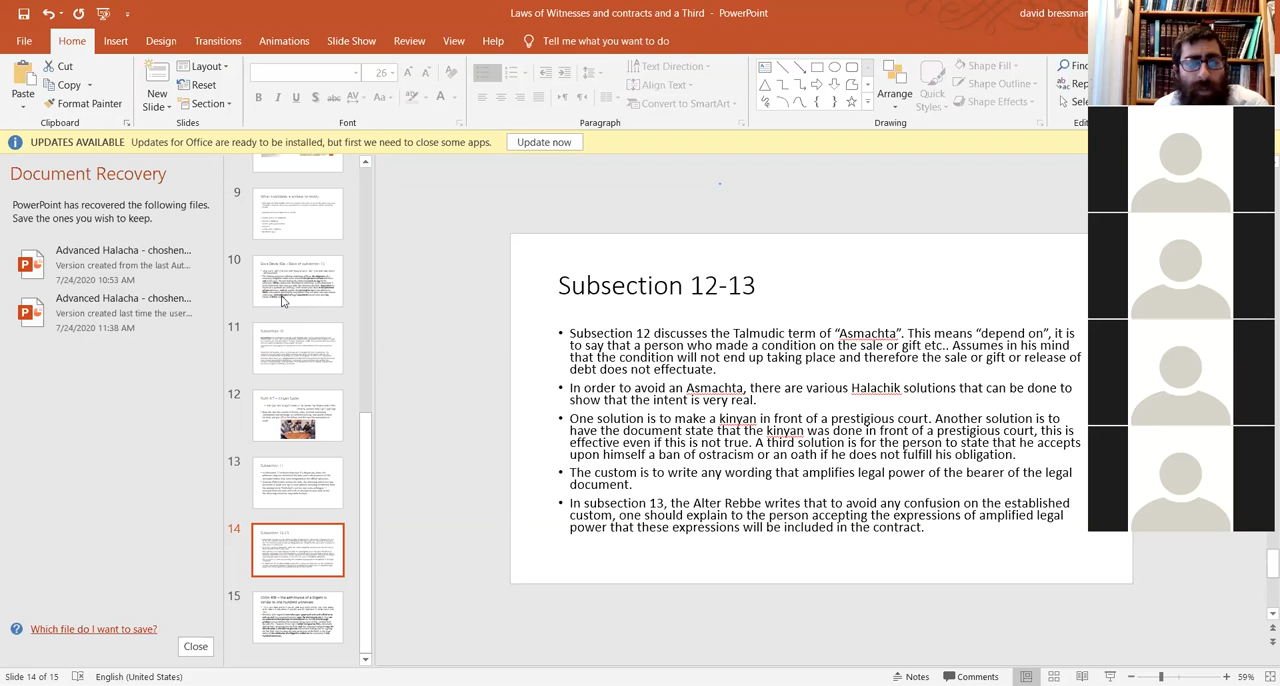 Laws of Witnesses and contracts and a Third - PowerPoint
david bressman
File Home Insert Design Transitions Animations Slide Show Review View Help Tell me what you want to do
Paste
Cut
Copy
Format Painter
Clipboard
New Slide
Layout
Reset
Section
Slides
26
Font
Text Direction
Align Text
Convert to SmartArt
Paragraph
Arrange
Quick Styles
Shape Fill
Shape Outline
Shape Effects
Drawing
UPDATES AVAILABLE Updates for Office are ready to be installed, but first we need to close some apps. Update now
Document Recovery
PowerPoint has recovered the following files.
Save the ones you wish to keep.
Advanced Halacha - choshen...
Version created from the last Aut...
7/24/2020 10:53 AM
Advanced Halacha - choshen...
Version created last time the user...
7/24/2020 11:38 AM
Which file do I want to save?
Close
9
10
11
Subsection 10
12
13
Subsection 11
14
Subsection 12-13
15
Subsection 12-13
• Subsection 12 discusses the Talmudic term of “Asmachta”. This means “depend on”, it is
to say that a person who made a condition on the sale or gift etc.. Assumes in his mind
that the condition will not end up taking place and therefore the sale or gift or release of
debt does not effectuate.
• In order to avoid an Asmachta, there are various Halachik solutions that can be done to
show that the intent is very real.
• One solution is to make a kinyan in front of a prestigious court. Another solution is to
have the document state that the kinyan was done in front of a prestigious court, this is
effective even if this is not true. A third solution is for the person to state that he accepts
upon himself a ban of ostracism or an oath if he does not fulfill his obligation.
• The custom is to write in wording that amplifies legal power of the giver of the legal
document.
• In subsection 13, the Alter Rebbe writes that to avoid any confusion on the established
custom, one should explain to the person accepting the expressions of amplified legal
power that these expressions will be included in the contract.
Slide 14 of 15 English (United States) Notes Comments 59%